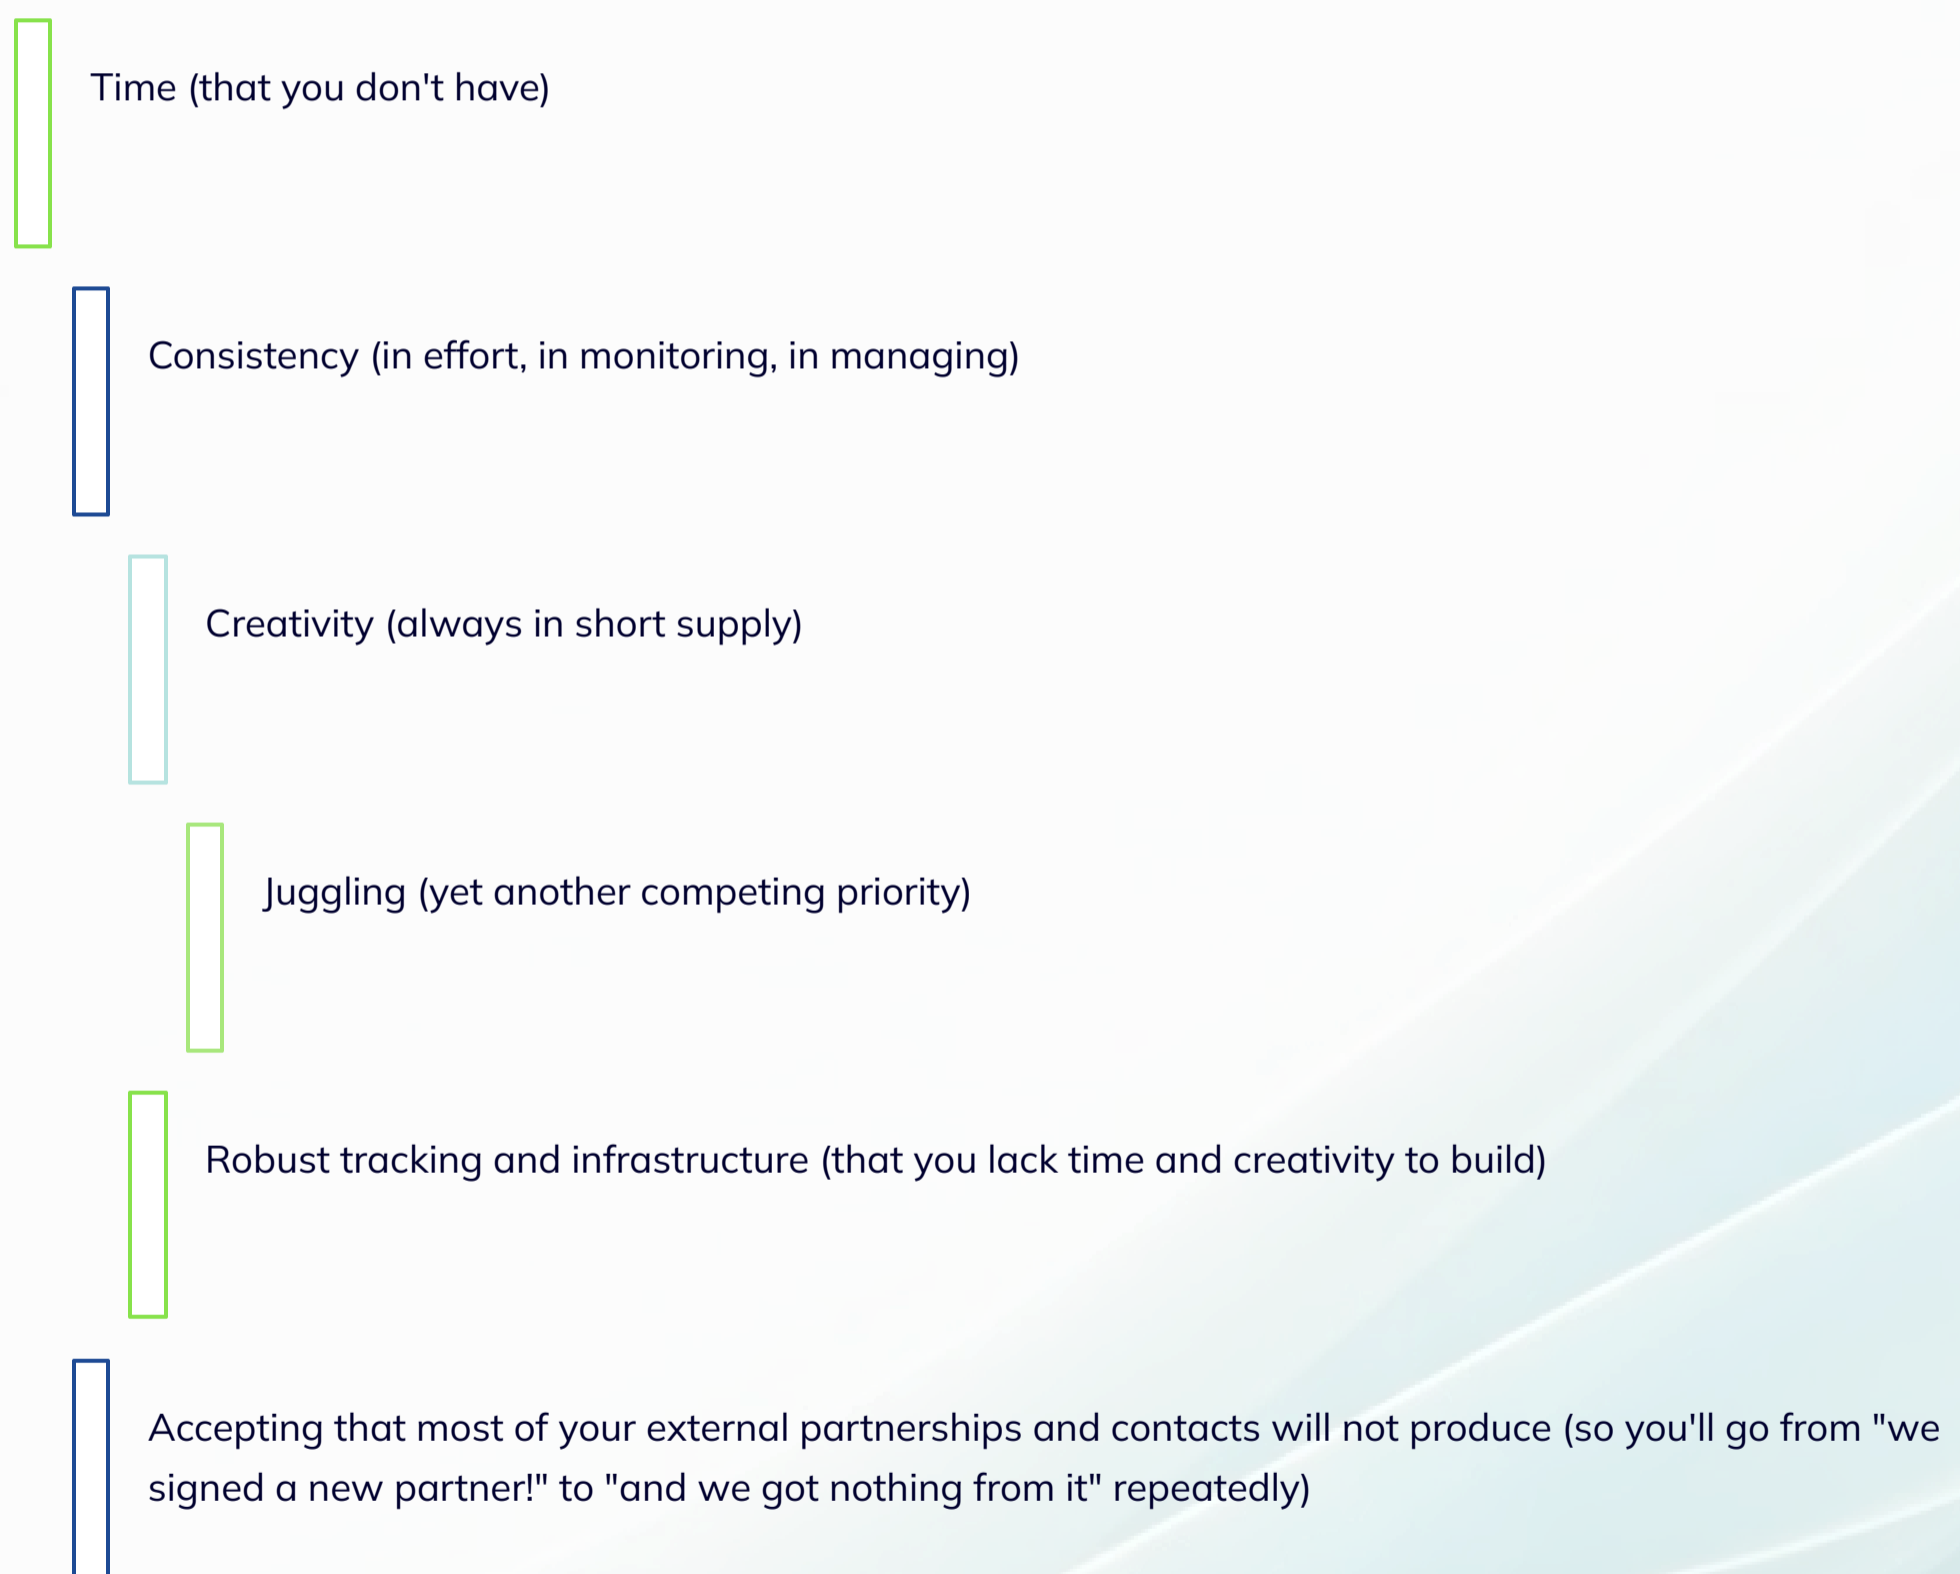 Time (that you don't have)
Consistency (in effort, in monitoring, in managing)
Creativity (always in short supply)
Juggling (yet another competing priority)
Robust tracking and infrastructure (that you lack time and creativity to build)
Accepting that most of your external partnerships and contacts will not produce (so you'll go from "we
signed a new partner!" to "and we got nothing from it" repeatedly)